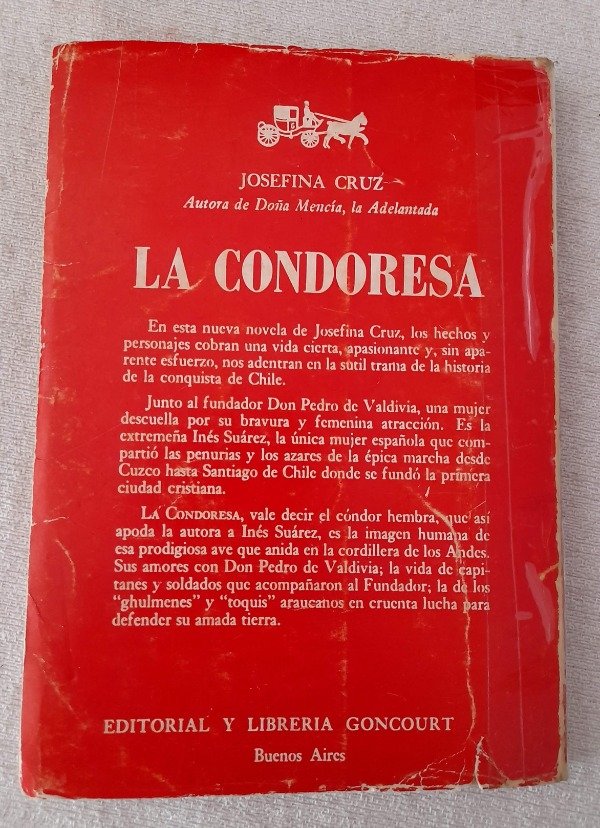 JOSEFINA CRUZ
Autora de Doña Mencía, la Adelantada
LA CONDORESA
En esta nueva novela de Josefina Cruz, los hechos y
personajes cobran una vida cierta, apasionante y, sin apa-
rente esfuerzo, nos adentran en la sutil trama de la historia
de la conquista de Chile.
Junto al fundador Don Pedro de Valdivia, una mujer
descuella por su bravura y femenina atracción. Es la
extremeña Inés Suárez, la única mujer española que com-
partió las penurias y los azares de la épica marcha desde
Cuzco hasta Santiago de Chile donde se fundó la primera
ciudad cristiana.
LA CONDORESA, vale decir el cóndor hembra, que así
apoda la autora a Inés Suárez, es la imagen humana de
esa prodigiosa ave que anida en la cordillera de los Andes.
Sus amores con Don Pedro de Valdivia; la vida de capi-
tanes y soldados que acompañaron al Fundador; la de los
"ghulmenes" y "toquis" araucanos en cruenta lucha para
defender su amada tierra.
EDITORIAL Y LIBRERIA GONCOURT
Buenos Aires